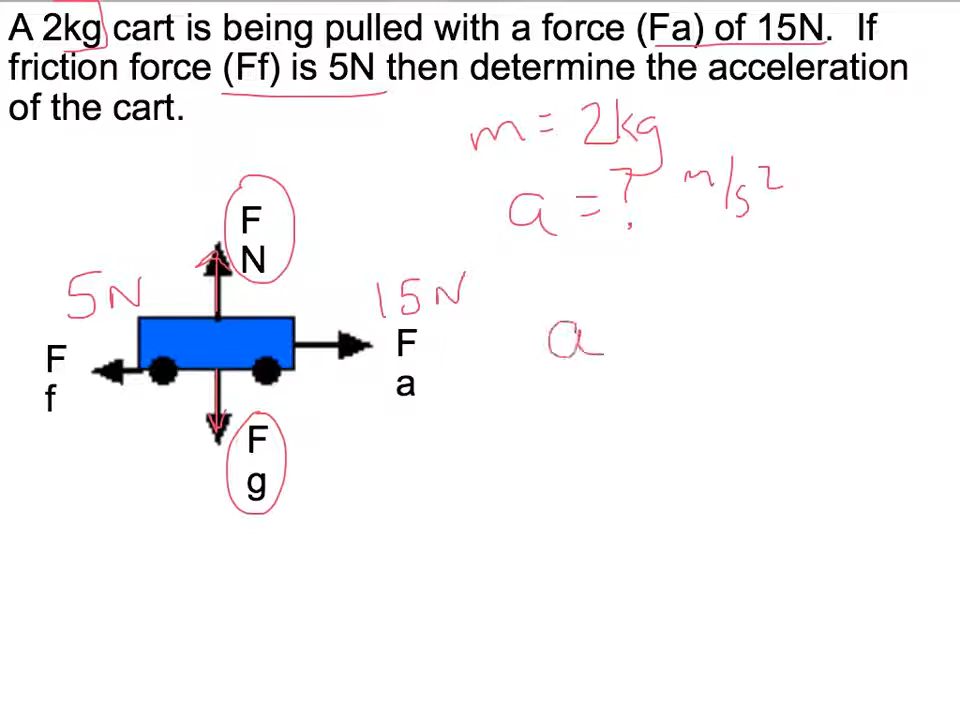 A 2kg cart is being pulled with a force (Fa) of 15N. If
friction force (Ff) is 5N then determine the acceleration
of the cart.
m = 2kg
a = ? m/s2
F
N
5N
15N
F
a
F
f
a
F
g